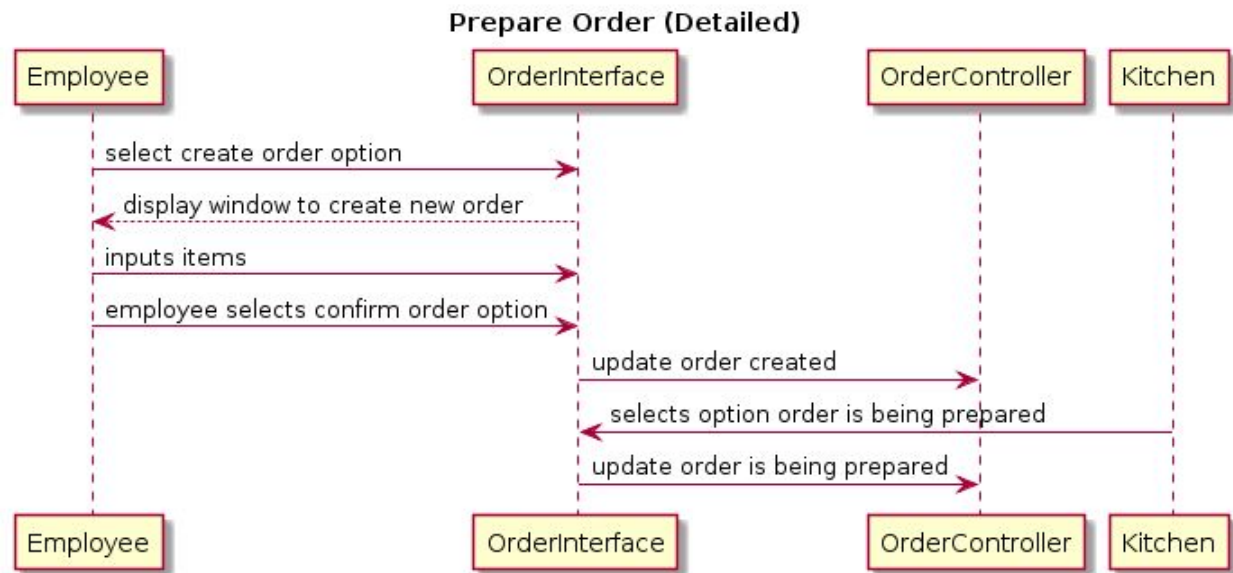 Prepare Order (Detailed)
Employee OrderInterface OrderController Kitchen
select create order option
display window to create new order
inputs items
employee selects confirm order option
update order created
selects option order is being prepared
update order is being prepared
Employee OrderInterface OrderController Kitchen